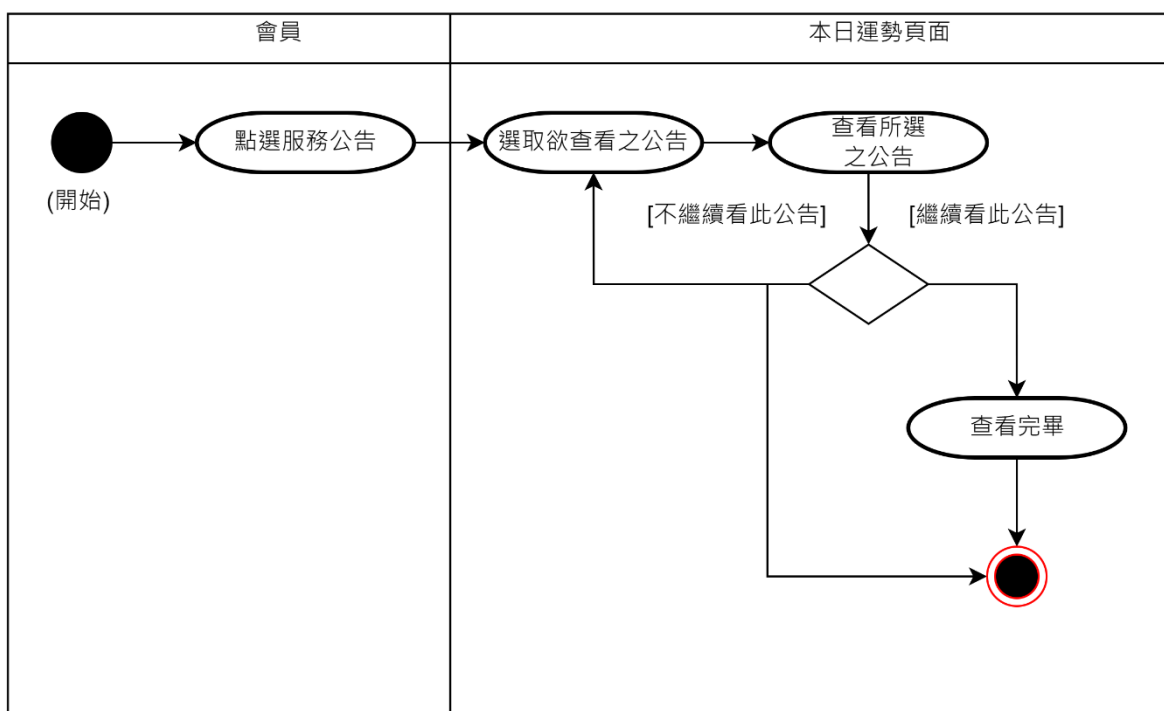 會員
本日運勢頁面
點選服務公告
選取欲查看之公告
查看所選
之公告
(開始)
[不繼續看此公告]
[繼續看此公告]
查看完畢